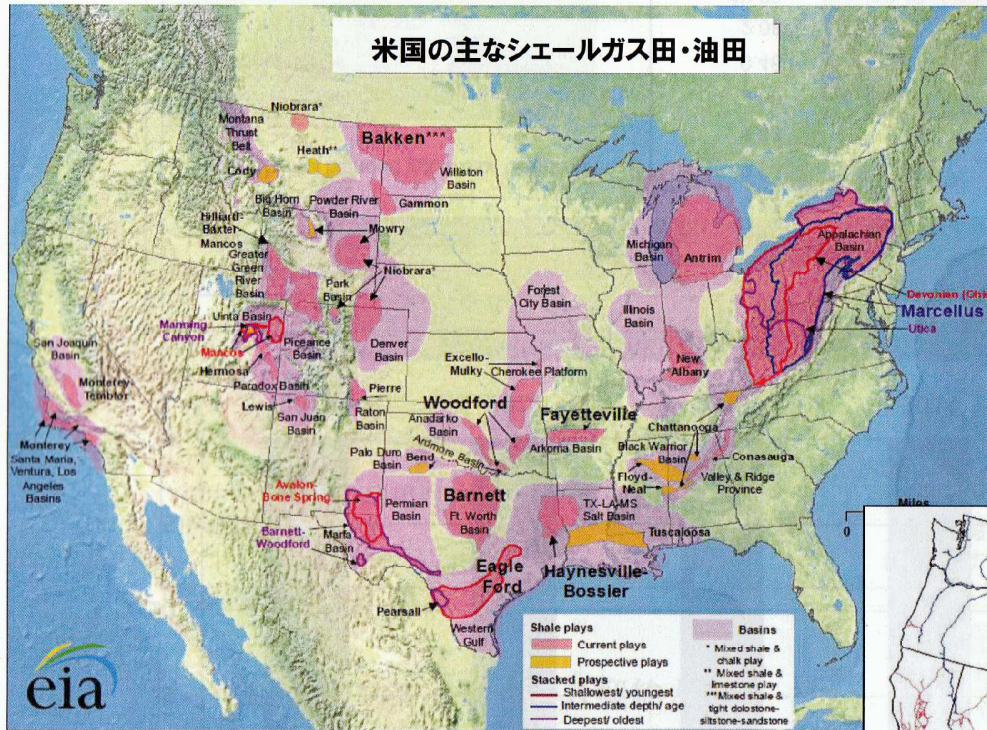 米国の主なシェールガス田・油田
Niobrara*
Montana
Thrust
Belt
Bakken***
Heath**
Cody
Williston
Basin
Big Horn
Basin
Powder River
Basin
Gammon
Hilliard-
Baxter-
Mancos
Mowry
Greater
Green
River
Basin
Niobrara*
Park
Basin
Michigan
Basin
Antrim
Appalachian
Basin
Forest
City Basin
Illinois
Basin
Marcellus
Utica
Manning
Canyon
Uinta Basin
San Joaquin
Basin
Mancos
Piceance
Basin
Denver
Basin
Hermosa
Excello-
Mulky
Cherokee Platform
New
Albany
Monterey-
Temblor
Paradox Basin
Pierre
Lewis
San Juan
Basin
Raton
Basin
Woodford
Anadarko
Basin
Fayetteville
Chattanooga
Monterey
Santa Maria,
Ventura, Los
Angeles
Basins
Ardmore Basin
Arkoma Basin
Black Warrior
Basin
Conasauga
Palo Duro
Basin
Bend
Floyd-
Neal
Valley & Ridge
Province
Avalon-
Bone Spring
Permian
Basin
Barnett
Ft. Worth
Basin
TX-LA-MS
Salt Basin
Tuscaloosa
Miles
0
Barnett-
Woodford
Marfa
Basin
Eagle
Ford
Haynesville-
Bossier
Pearsall
Western
Gulf
eia
Shale plays
Current plays
Prospective plays
Stacked plays
Shallowest/ youngest
Intermediate depth/ age
Deepest/ oldest
Basins
* Mixed shale &
chalk play
** Mixed shale &
limestone play
***Mixed shale &
tight dolostone-
siltstone-sandstone